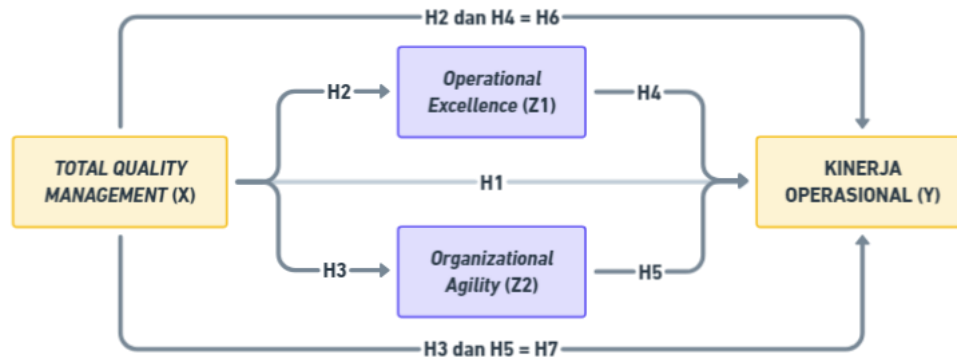 H2 dan H4 = H6
Operational
Excellence (Z1)
H2
H4
TOTAL QUALITY
MANAGEMENT (X)
H1
KINERJA
OPERASIONAL (Y)
Organizational
Agility (Z2)
H3
H5
H3 dan H5 = H7